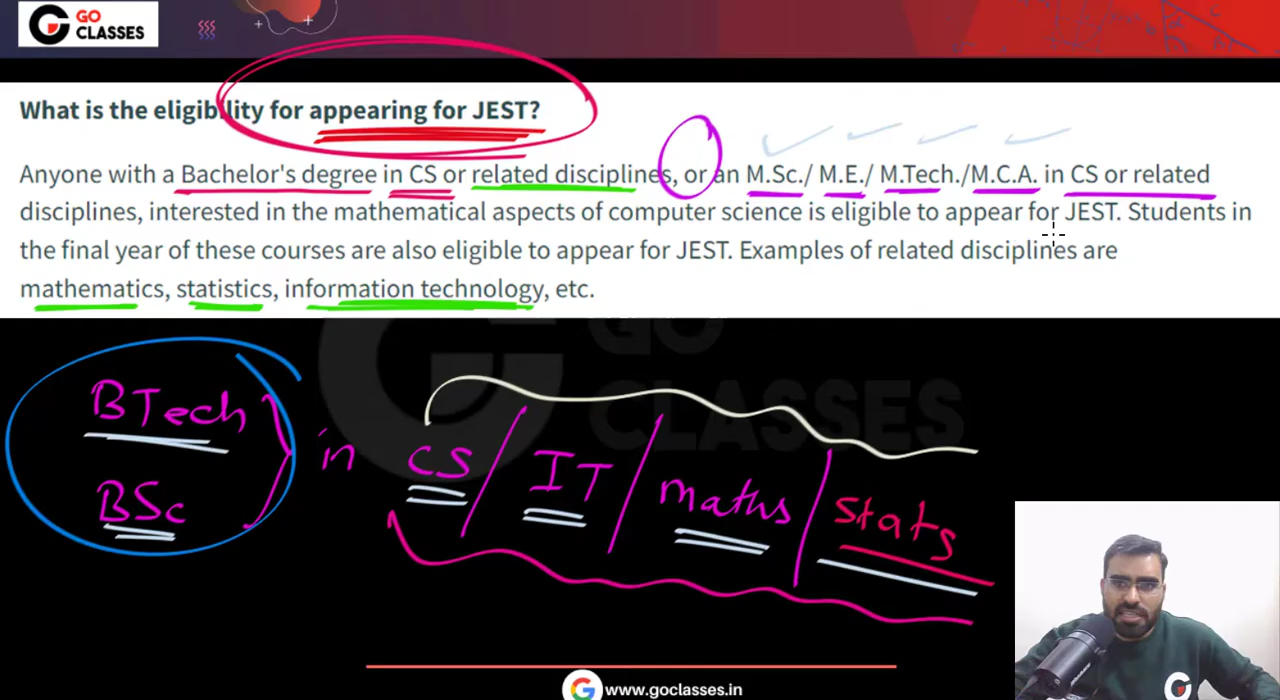 GO
CLASSES
What is the eligibility for appearing for JEST?
Anyone with a Bachelor's degree in CS or related disciplines, or an M.Sc./ M.E./ M.Tech./M.C.A. in CS or related
disciplines, interested in the mathematical aspects of computer science is eligible to appear for JEST. Students in
the final year of these courses are also eligible to appear for JEST. Examples of related disciplines are
mathematics, statistics, information technology, etc.
GO
CLASSES
BTech
BSc
in CS / IT / maths / stats
www.goclasses.in